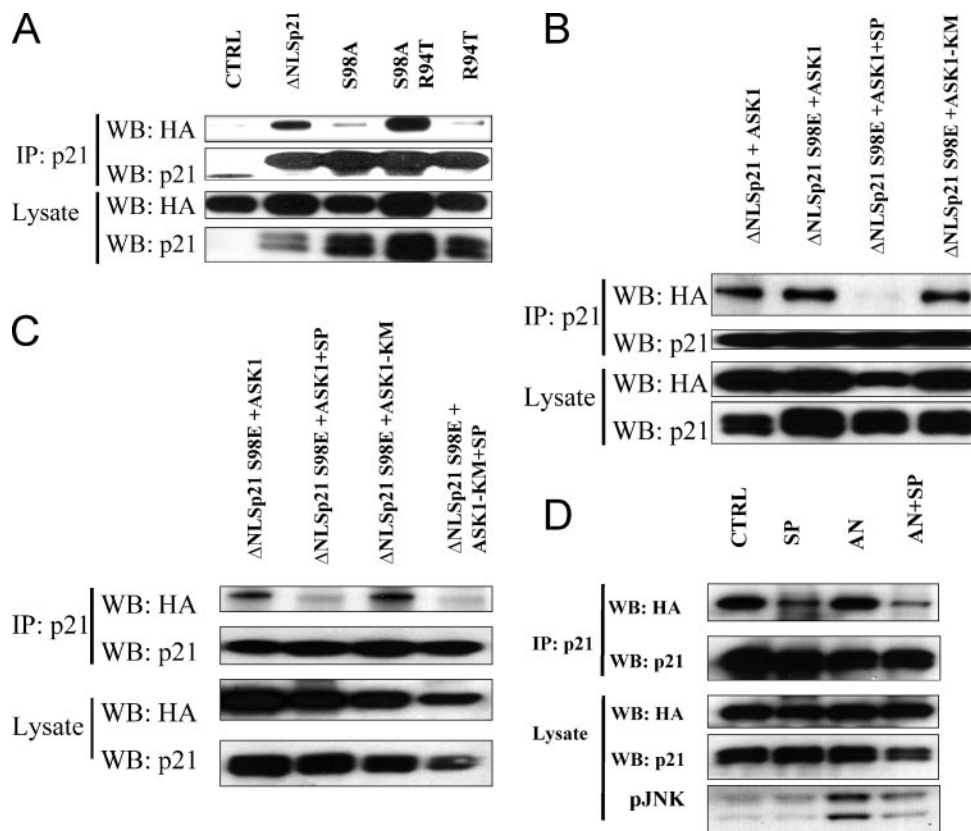 A
CTRL
ΔNLSp21
S98A
S98A
R94T
R94T
IP: p21
WB: HA
WB: p21
Lysate
WB: HA
WB: p21
B
ΔNLSp21 + ASK1
ΔNLSp21 S98E +ASK1
ΔNLSp21 S98E +ASK1+SP
ΔNLSp21 S98E +ASK1-KM
IP: p21
WB: HA
WB: p21
Lysate
WB: HA
WB: p21
C
ΔNLSp21 S98E +ASK1
ΔNLSp21 S98E +ASK1+SP
ΔNLSp21 S98E +ASK1-KM
ΔNLSp21 S98E +
ASK1-KM+SP
IP: p21
WB: HA
WB: p21
Lysate
WB: HA
WB: p21
D
CTRL
SP
AN
AN+SP
IP: p21
WB: HA
WB: p21
Lysate
WB: HA
WB: p21
pJNK